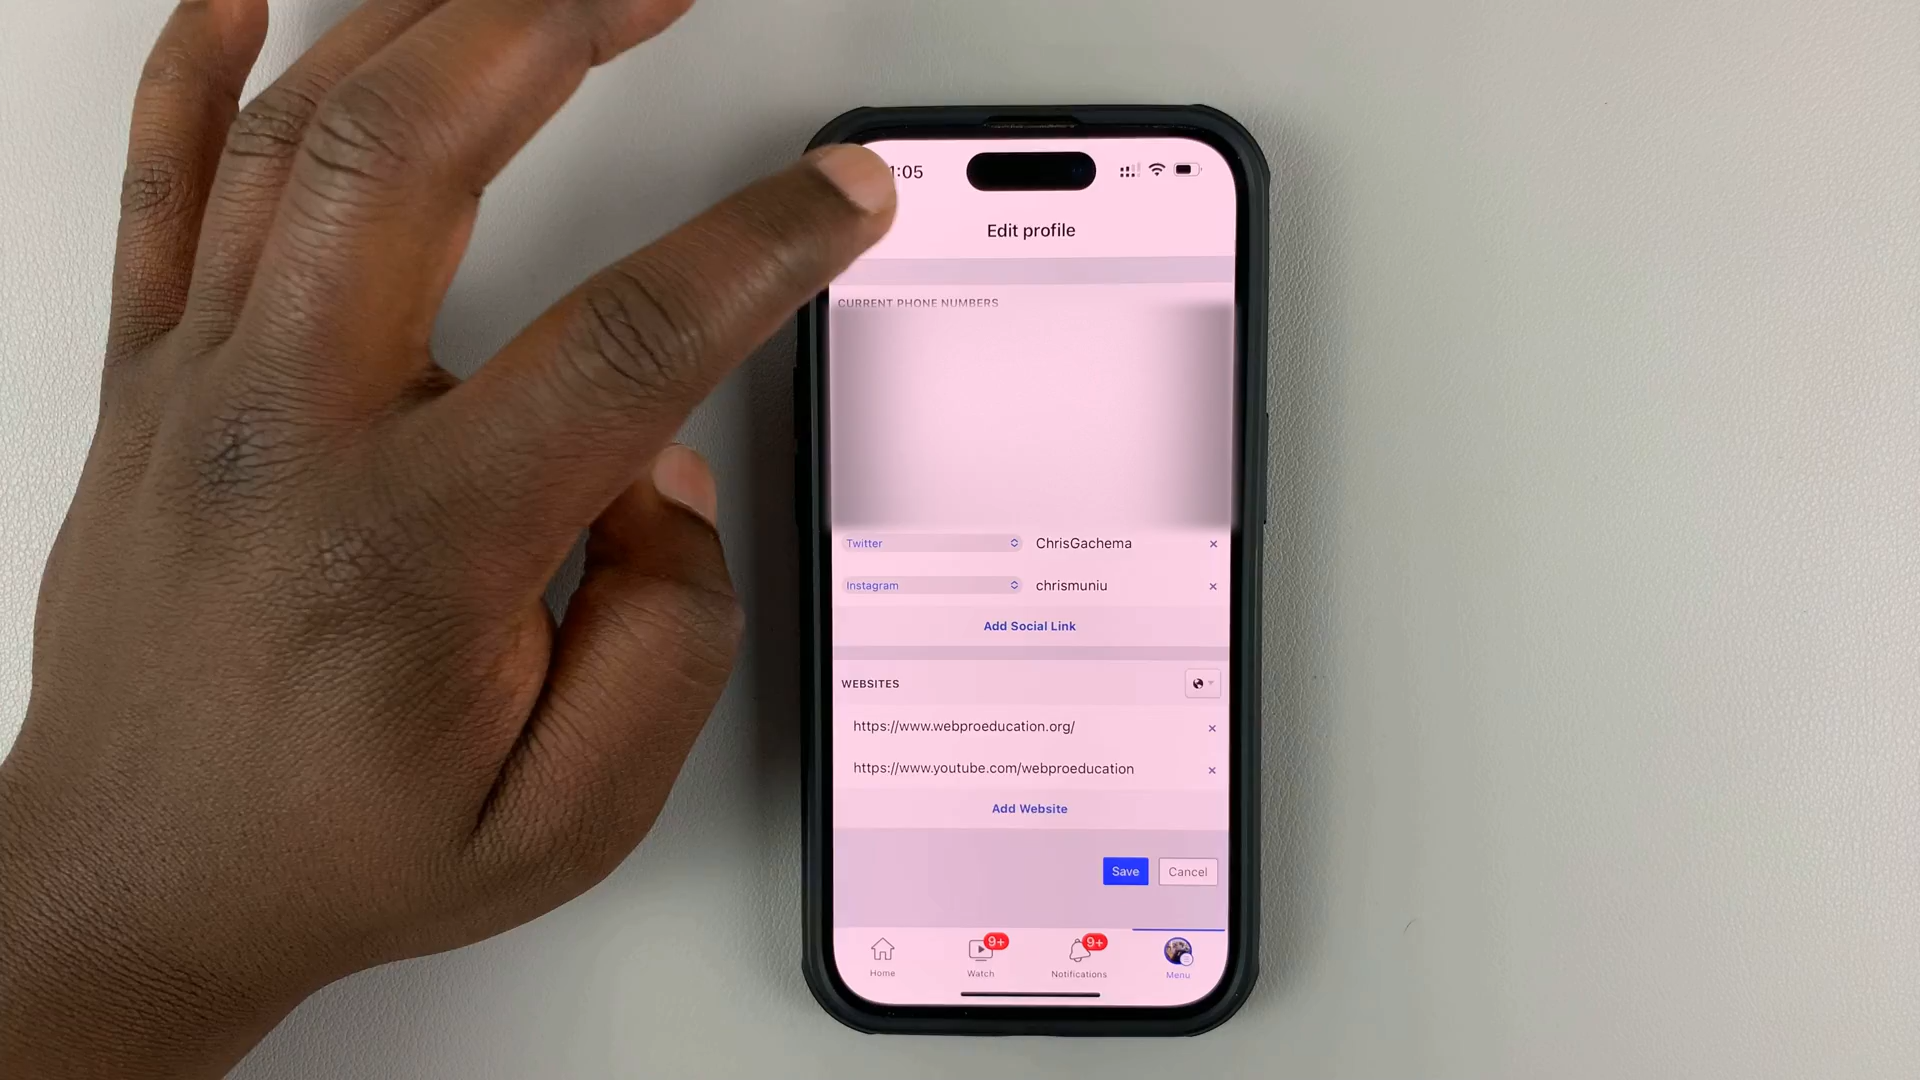 1:05
Edit profile
CURRENT PHONE NUMBERS
Twitter ChrisGachema ×
Instagram chrismuniu ×
Add Social Link
WEBSITES
https://www.webproeducation.org/ ×
https://www.youtube.com/webproeducation ×
Add Website
Save Cancel
9+ 9+
Home Watch Notifications Menu